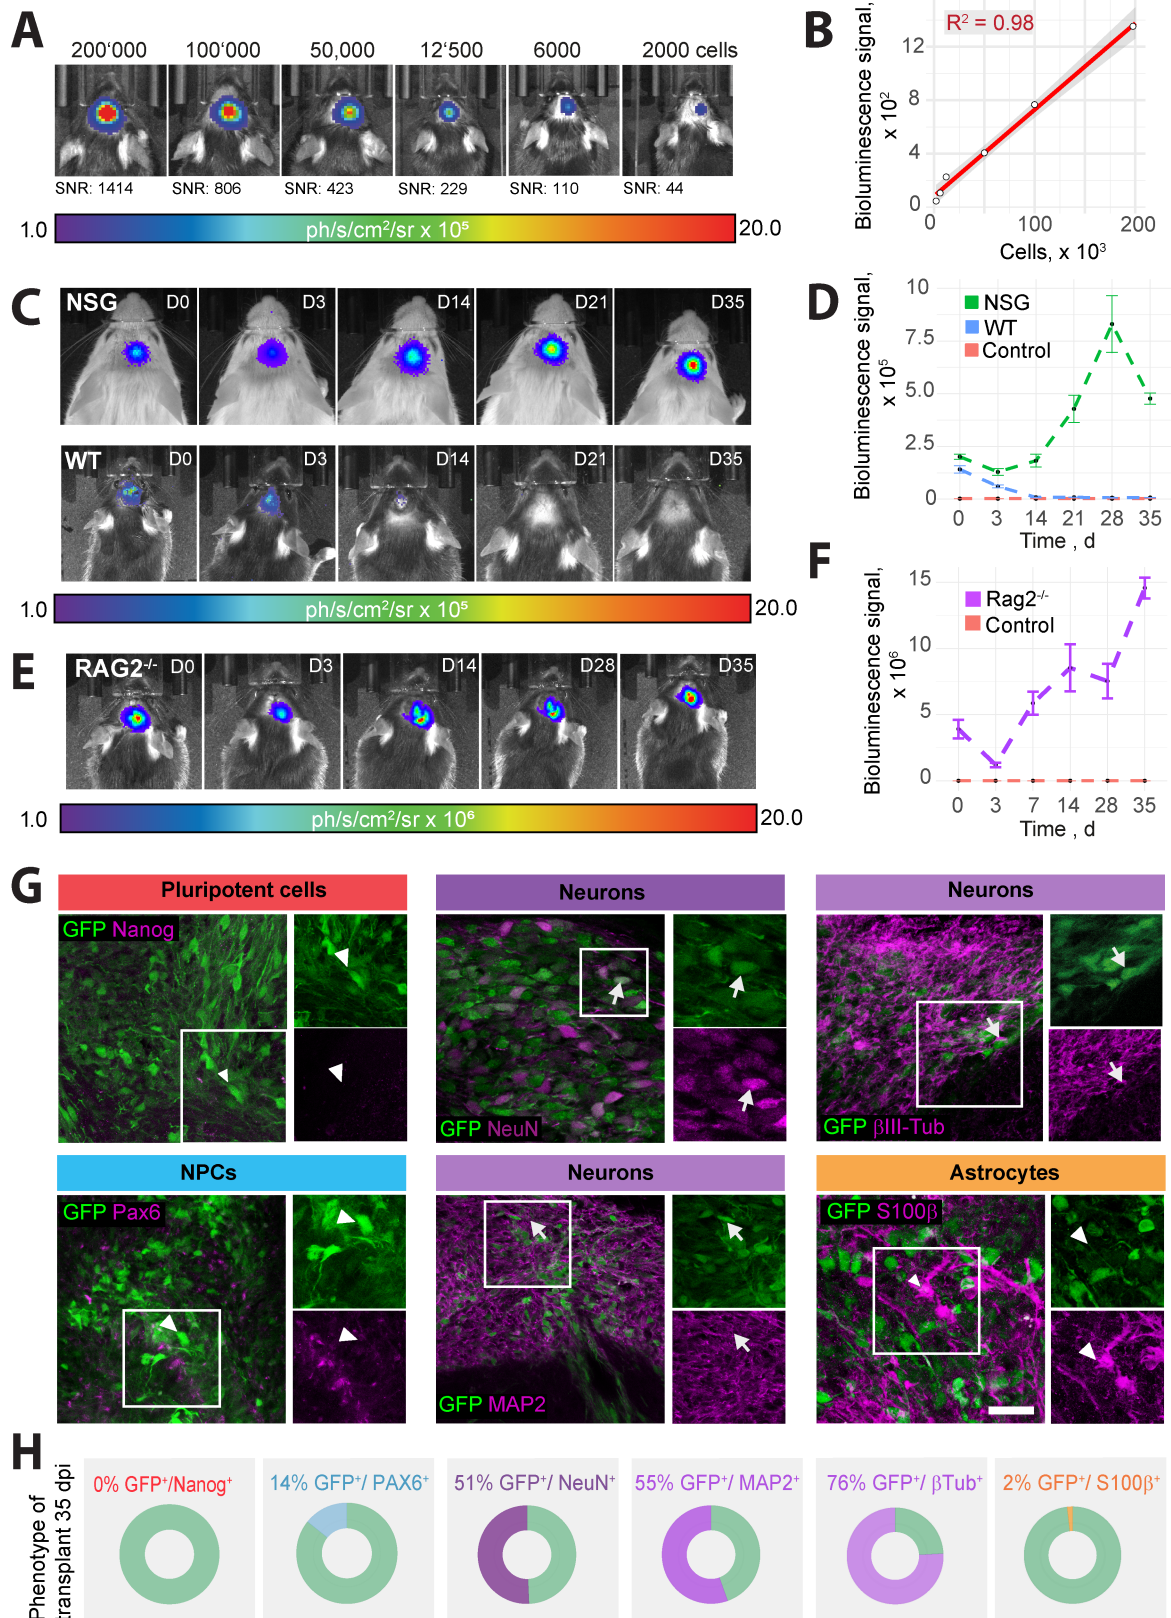 A
200‘000 100‘000 50,000 12‘500 6000 2000 cells
SNR: 1414 SNR: 806 SNR: 423 SNR: 229 SNR: 110 SNR: 44
1.0 ph/s/cm²/sr x 10⁵ 20.0
B
Bioluminescence signal,
x 10²
R² = 0.98
12
8
4
0
0 100 200
Cells, x 10³
C
NSG D0 D3 D14 D21 D35
WT D0 D3 D14 D21 D35
1.0 ph/s/cm²/sr x 10⁵ 20.0
D
Bioluminescence signal,
x 10⁵
10
7.5
5.0
2.5
0
NSG
WT
Control
0 3 14 21 28 35
Time , d
E
RAG2⁻/⁻ D0 D3 D14 D28 D35
1.0 ph/s/cm²/sr x 10⁶ 20.0
F
Bioluminescence signal,
x 10⁶
15
10
5
0
Rag2⁻/⁻
Control
0 3 7 14 28 35
Time , d
G
Pluripotent cells
GFP Nanog
Neurons
GFP NeuN
Neurons
GFP βIII-Tub
NPCs
GFP Pax6
Neurons
GFP MAP2
Astrocytes
GFP S100β
H
Phenotype of
transplant 35 dpi
0% GFP⁺/Nanog⁺
14% GFP⁺/ PAX6⁺
51% GFP⁺/ NeuN⁺
55% GFP⁺/ MAP2⁺
76% GFP⁺/ βTub⁺
2% GFP⁺/ S100β⁺